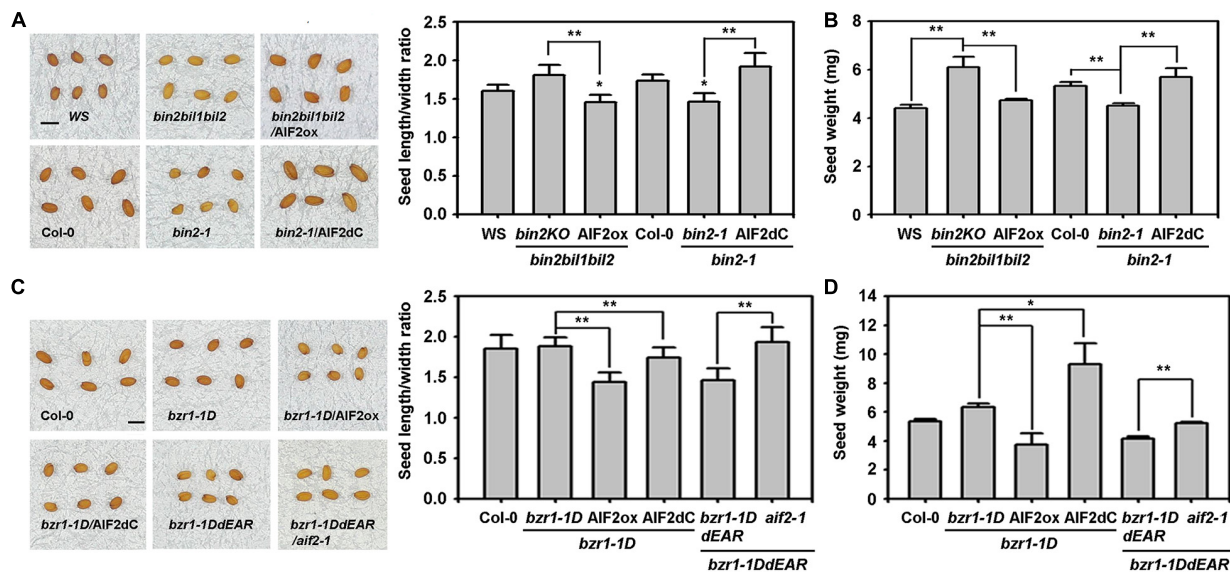 A
WS
bin2bil1bil2
bin2bil1bil2
/AIF2ox
Col-0
bin2-1
bin2-1/AIF2dC
Seed length/width ratio
2.5
2.0
1.5
1.0
0.5
0.0
**
*
**
*
WS bin2KO AIF2ox Col-0 bin2-1 AIF2dC
bin2bil1bil2 bin2-1
B
Seed weight (mg)
8
6
4
2
0
** ** ** **
WS bin2KO AIF2ox Col-0 bin2-1 AIF2dC
bin2bil1bil2 bin2-1
C
Col-0
bzr1-1D
bzr1-1D/AIF2ox
bzr1-1D/AIF2dC
bzr1-1DdEAR
bzr1-1DdEAR
/aif2-1
Seed length/width ratio
2.5
2.0
1.5
1.0
0.5
0.0
**
**
**
Col-0 bzr1-1D AIF2ox AIF2dC bzr1-1D aif2-1
dEAR
bzr1-1D
bzr1-1DdEAR
D
Seed weight (mg)
14
12
10
8
6
4
2
0
*
**
**
Col-0 bzr1-1D AIF2ox AIF2dC bzr1-1D aif2-1
dEAR
bzr1-1D
bzr1-1DdEAR